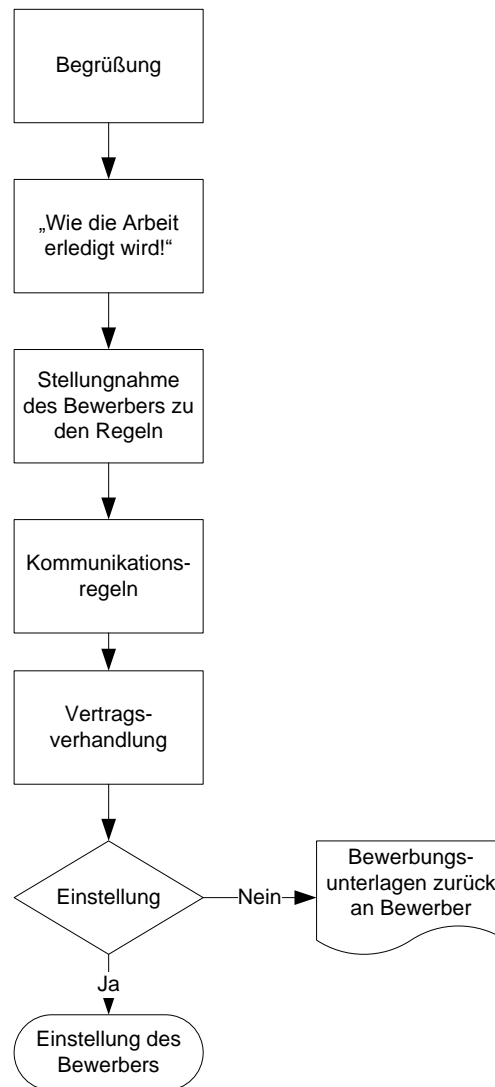 Begrüßung
„Wie die Arbeit
erledigt wird!“
Stellungnahme
des Bewerbers zu
den Regeln
Kommunikations-
regeln
Vertrags-
verhandlung
Einstellung
Nein
Bewerbungs-
unterlagen zurück
an Bewerber
Ja
Einstellung des
Bewerbers